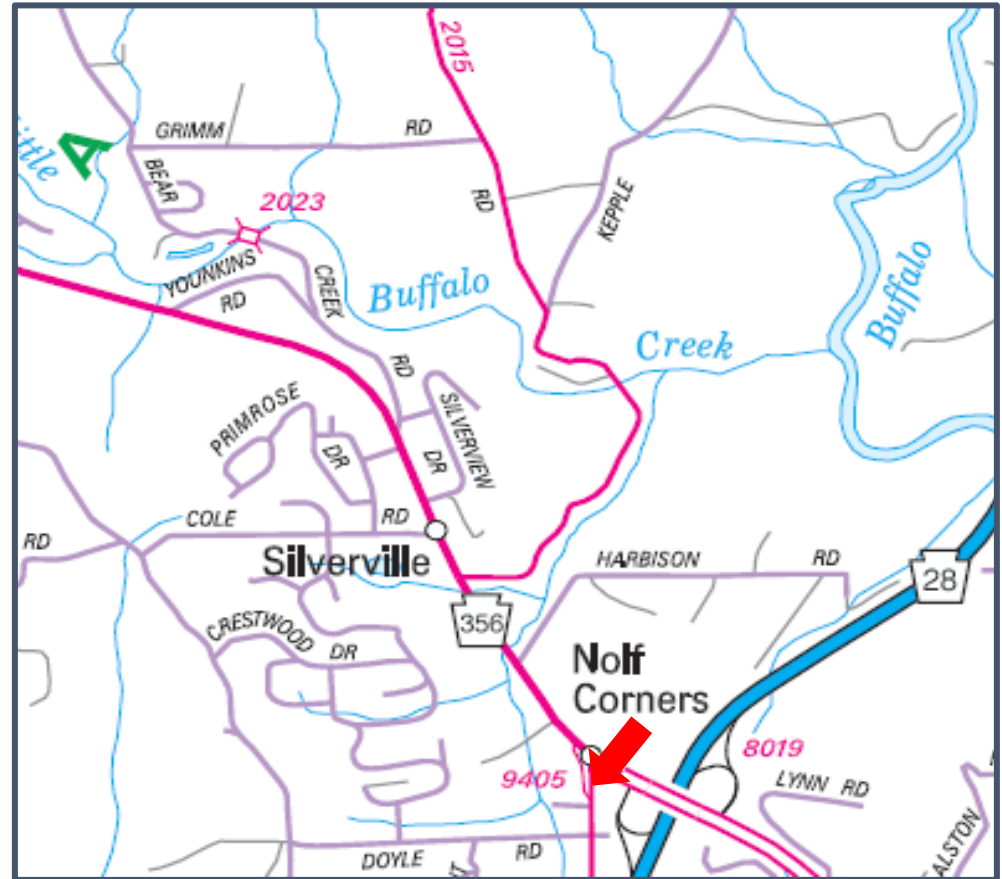 2015
GRIMM RD
A
ittle
BEAR
RD
KEPPLE
2023
YOUNKINS
RD
CREEK
Buffalo
Buffalo
Creek
RD
PRIMROSE
DR
SILVERVIEW
DR
COLE RD
RD
Silverville
HARBISON RD
28
356
CRESTWOOD
DR
Nolf
Corners
9405
8019
LYNN RD
ALSTON
DOYLE RD